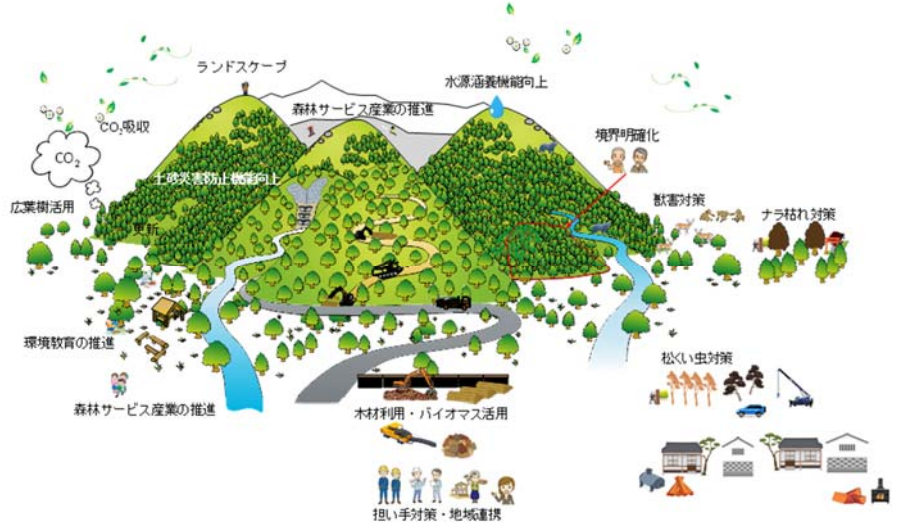 ランドスケープ
水源涵養機能向上
森林サービス産業の推進
CO₂吸収
境界明確化
CO₂
土砂災害防止機能向上
獣害対策
広葉樹活用
ナラ枯れ対策
更新
環境教育の推進
松くい虫対策
森林サービス産業の推進
木材利用・バイオマス活用
担い手対策・地域連携